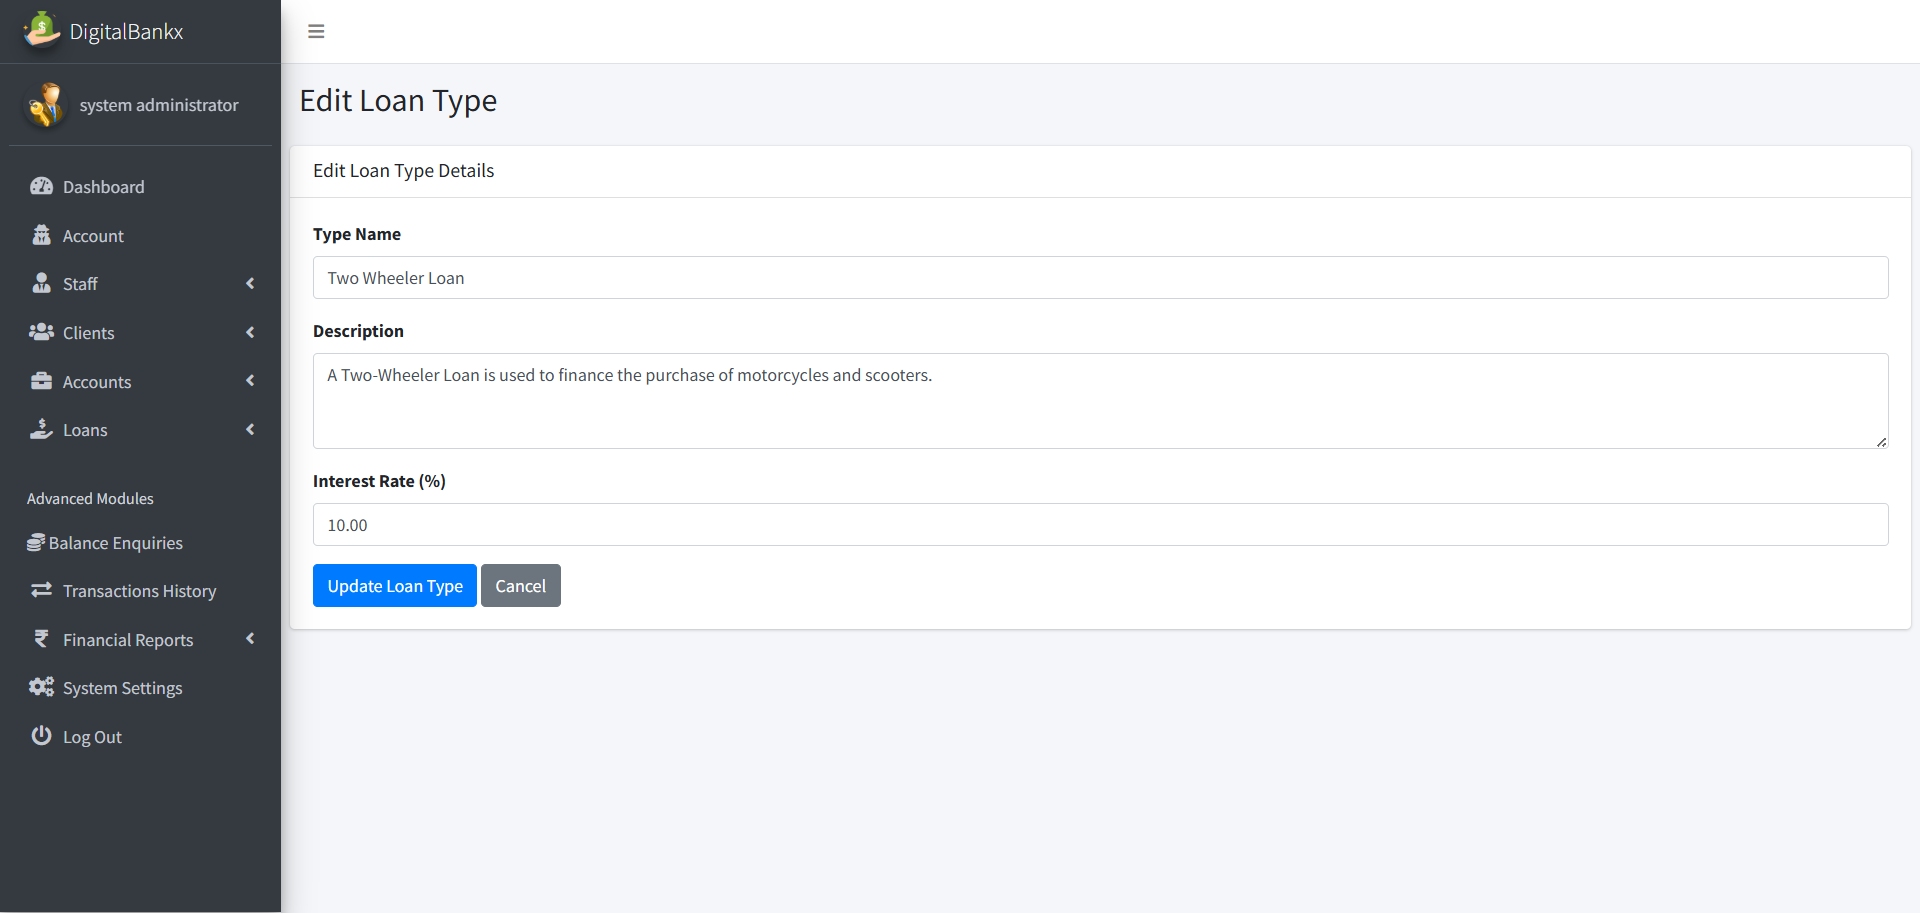 DigitalBankx
system administrator
Dashboard
Account
Staff
Clients
Accounts
Loans
Advanced Modules
Balance Enquiries
Transactions History
Financial Reports
System Settings
Log Out
Edit Loan Type
Edit Loan Type Details
Type Name
Two Wheeler Loan
Description
A Two-Wheeler Loan is used to finance the purchase of motorcycles and scooters.
Interest Rate (%)
10.00
Update Loan Type Cancel